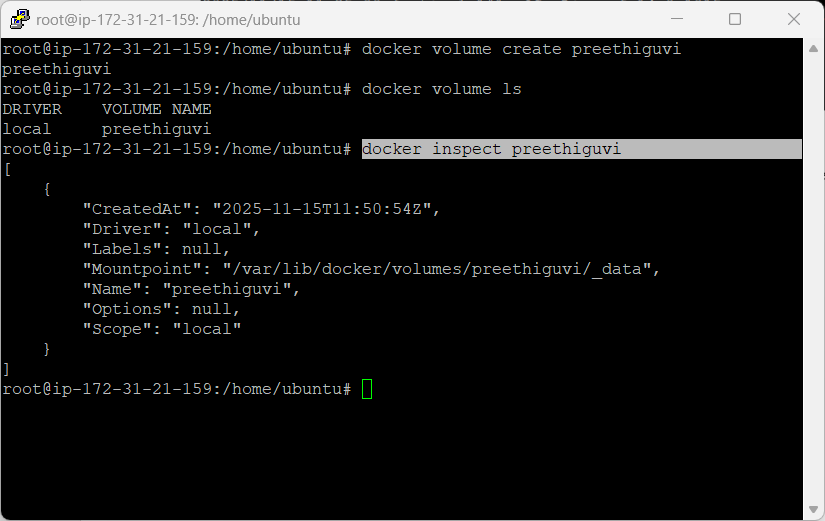 root@ip-172-31-21-159: /home/ubuntu
root@ip-172-31-21-159:/home/ubuntu# docker volume create preethiguvi
preethiguvi
root@ip-172-31-21-159:/home/ubuntu# docker volume ls
DRIVER    VOLUME NAME
local     preethiguvi
root@ip-172-31-21-159:/home/ubuntu# docker inspect preethiguvi
[
    {
        "CreatedAt": "2025-11-15T11:50:54Z",
        "Driver": "local",
        "Labels": null,
        "Mountpoint": "/var/lib/docker/volumes/preethiguvi/_data",
        "Name": "preethiguvi",
        "Options": null,
        "Scope": "local"
    }
]
root@ip-172-31-21-159:/home/ubuntu#